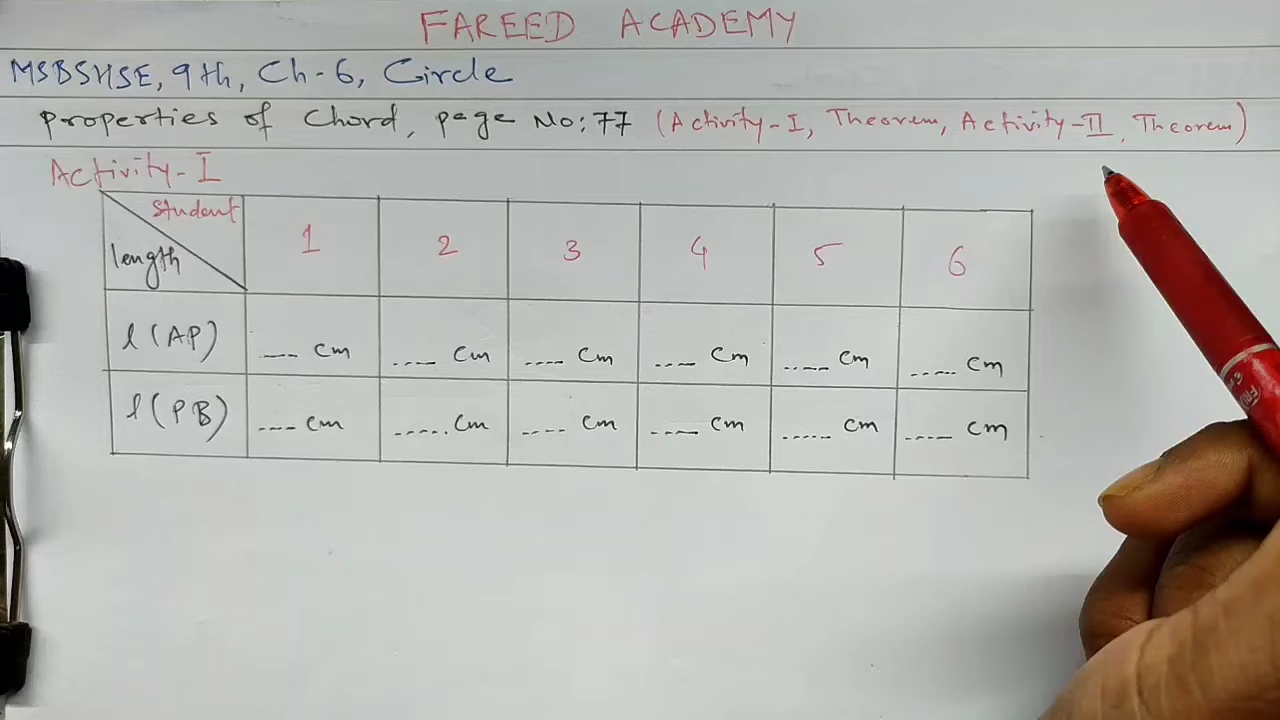 FAREED ACADEMY
MSBSHSE, 9th, Ch-6, Circle
Properties of Chord, page No: 77 (Activity-I, Theorem, Activity-II, Theorem)
Activity-I
Student
length
1 2 3 4 5 6
l(AP) --- cm ---- cm ---- cm ---- cm ----- cm ----- cm
l(PB) --- cm ----- cm ---- cm ---- cm ----- cm ---- cm